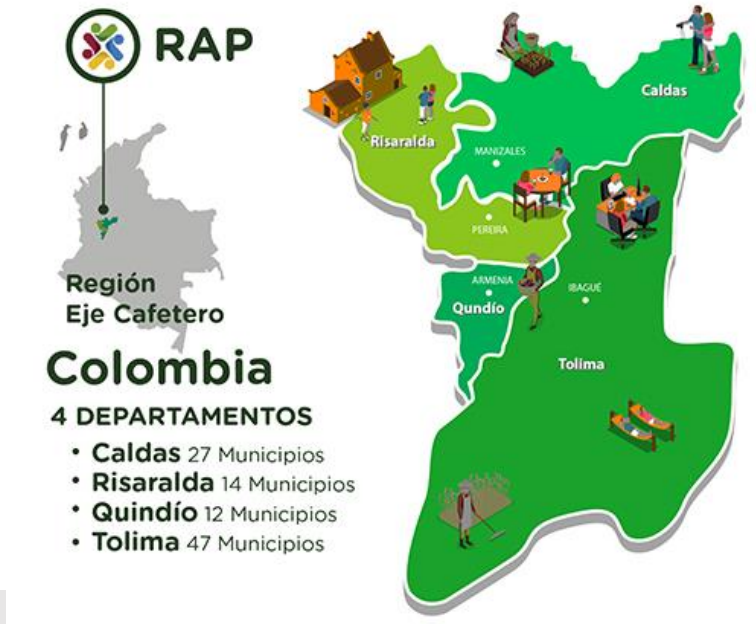 RAP
Región
Eje Cafetero
Colombia
4 DEPARTAMENTOS
• Caldas 27 Municipios
• Risaralda 14 Municipios
• Quindío 12 Municipios
• Tolima 47 Municipios
Caldas
Risaralda
MANIZALES
PEREIRA
ARMENIA
IBAGUÉ
Qundío
Tolima